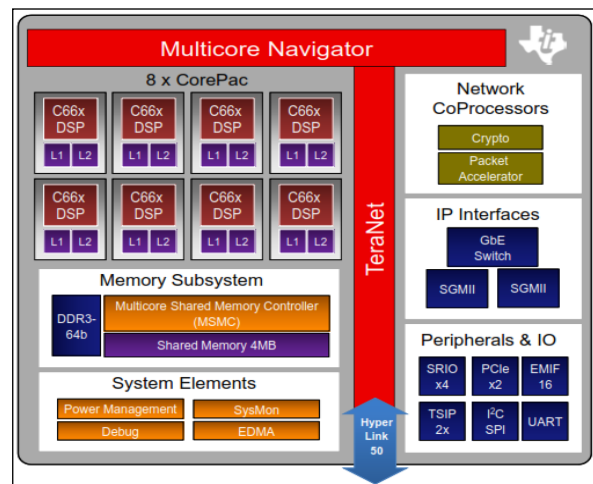 Multicore Navigator
8 x CorePac
C66x
DSP
L1 L2
C66x
DSP
L1 L2
C66x
DSP
L1 L2
C66x
DSP
L1 L2
C66x
DSP
L1 L2
C66x
DSP
L1 L2
C66x
DSP
L1 L2
C66x
DSP
L1 L2
Memory Subsystem
DDR3-
64b
Multicore Shared Memory Controller
(MSMC)
Shared Memory 4MB
System Elements
Power Management
SysMon
Debug
EDMA
TeraNet
Hyper
Link
50
Network
CoProcessors
Crypto
Packet
Accelerator
IP Interfaces
GbE
Switch
SGMII
SGMII
Peripherals & IO
SRIO
x4
PCIe
x2
EMIF
16
TSIP
2x
I²C
SPI
UART